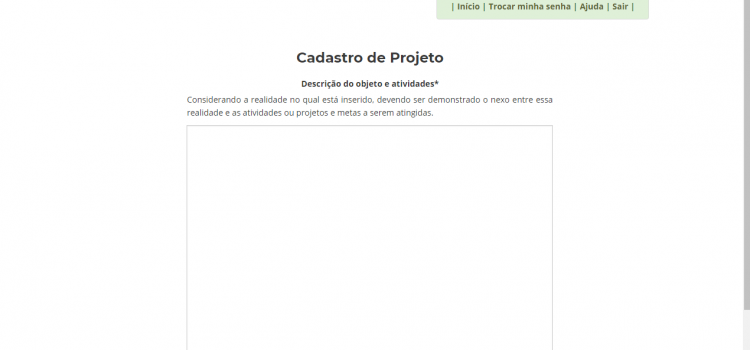 | Início | Trocar minha senha | Ajuda | Sair |
Cadastro de Projeto
Descrição do objeto e atividades*
Considerando a realidade no qual está inserido, devendo ser demonstrado o nexo entre essa
realidade e as atividades ou projetos e metas a serem atingidas.